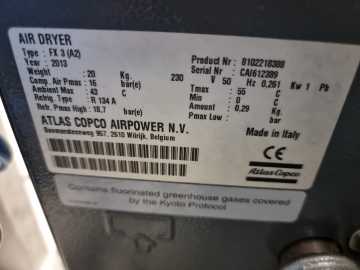 AIR DRYER
Type : FX 3 (A2) Product Nr : 8102218388
Year : 2013 Serial Nr : CAI612389
Weight : 20 Kg. 230 V 50 Hz 0,261 Kw 1 Ph
Comp. Air Pmax : 16 bar(e) Tmax : 55 C
Ambient Max : 43 C Min : 0 C
Refrig. Type : R 134 A Amount : 0,29 Kg.
Ref. Pmax High : 18,7 bar(e) Pmax Low : bar
ATLAS COPCO AIRPOWER N.V.
Boomsesteenweg 957, 2610 Wilrijk. Belgium
Made in Italy
CE
Atlas Copco
Contains fluorinated greenhouse gases covered
by the Kyoto Protocol